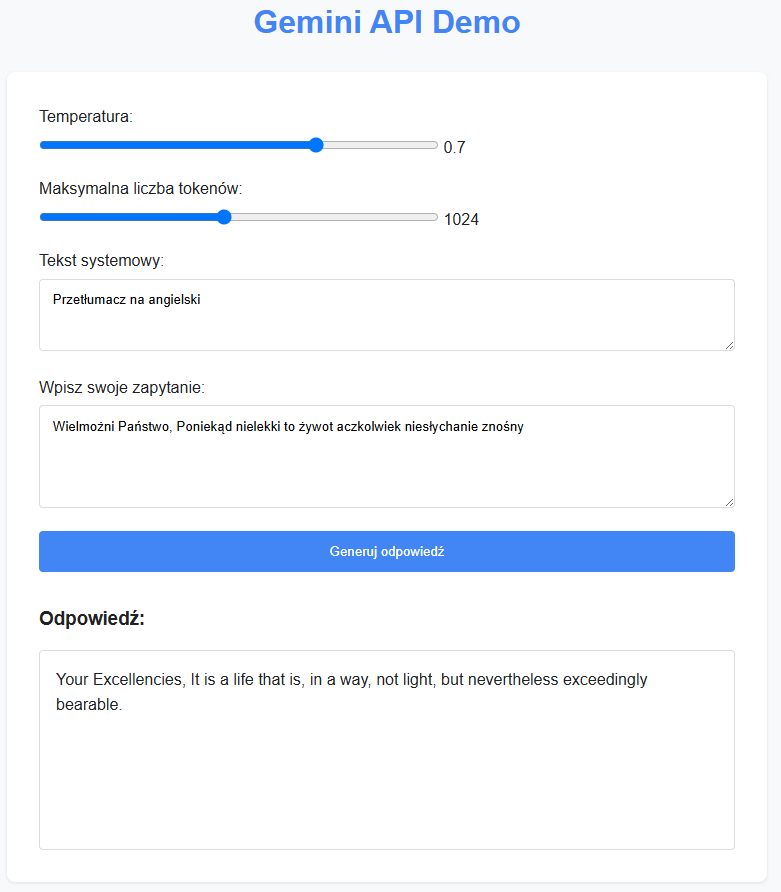 Gemini API Demo
Temperatura:
0.7
Maksymalna liczba tokenów:
1024
Tekst systemowy:
Przetłumacz na angielski
Wpisz swoje zapytanie:
Wielmożni Państwo, Poniekąd nielekki to żywot aczkolwiek niesłychanie znośny
Generuj odpowiedź
Odpowiedź:
Your Excellencies, It is a life that is, in a way, not light, but nevertheless exceedingly
bearable.